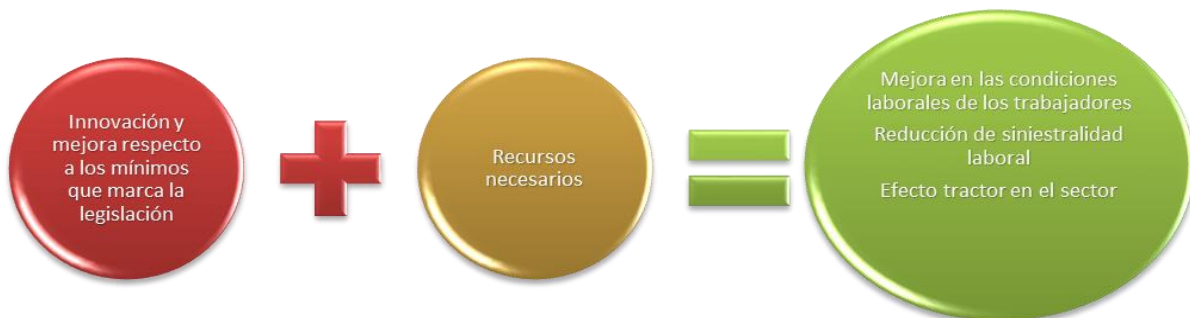 Innovación y
mejora respecto
a los mínimos
que marca la
legislación
Recursos
necesarios
Mejora en las condiciones
laborales de los trabajadores
Reducción de siniestralidad
laboral
Efecto tractor en el sector